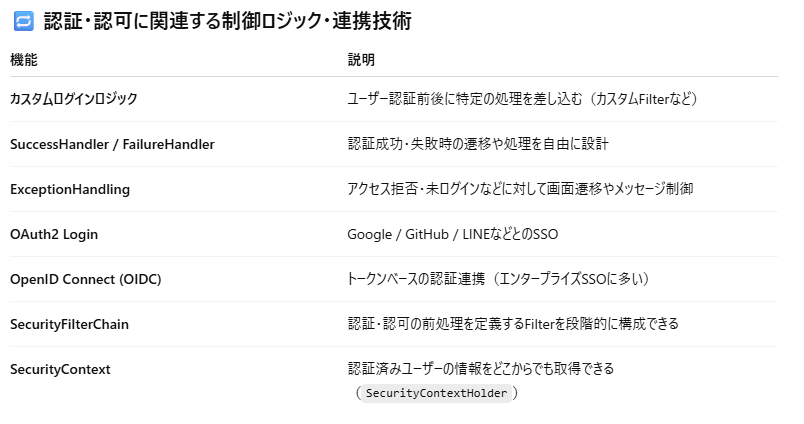 🔁 認証・認可に関連する制御ロジック・連携技術
機能 説明
カスタムログインロジック ユーザー認証前後に特定の処理を差し込む（カスタムFilterなど）
SuccessHandler / FailureHandler 認証成功・失敗時の遷移や処理を自由に設計
ExceptionHandling アクセス拒否・未ログインなどに対して画面遷移やメッセージ制御
OAuth2 Login Google / GitHub / LINEなどとのSSO
OpenID Connect (OIDC) トークンベースの認証連携（エンタープライズSSOに多い）
SecurityFilterChain 認証・認可の前処理を定義するFilterを段階的に構成できる
SecurityContext 認証済みユーザーの情報をどこからでも取得できる
（SecurityContextHolder）